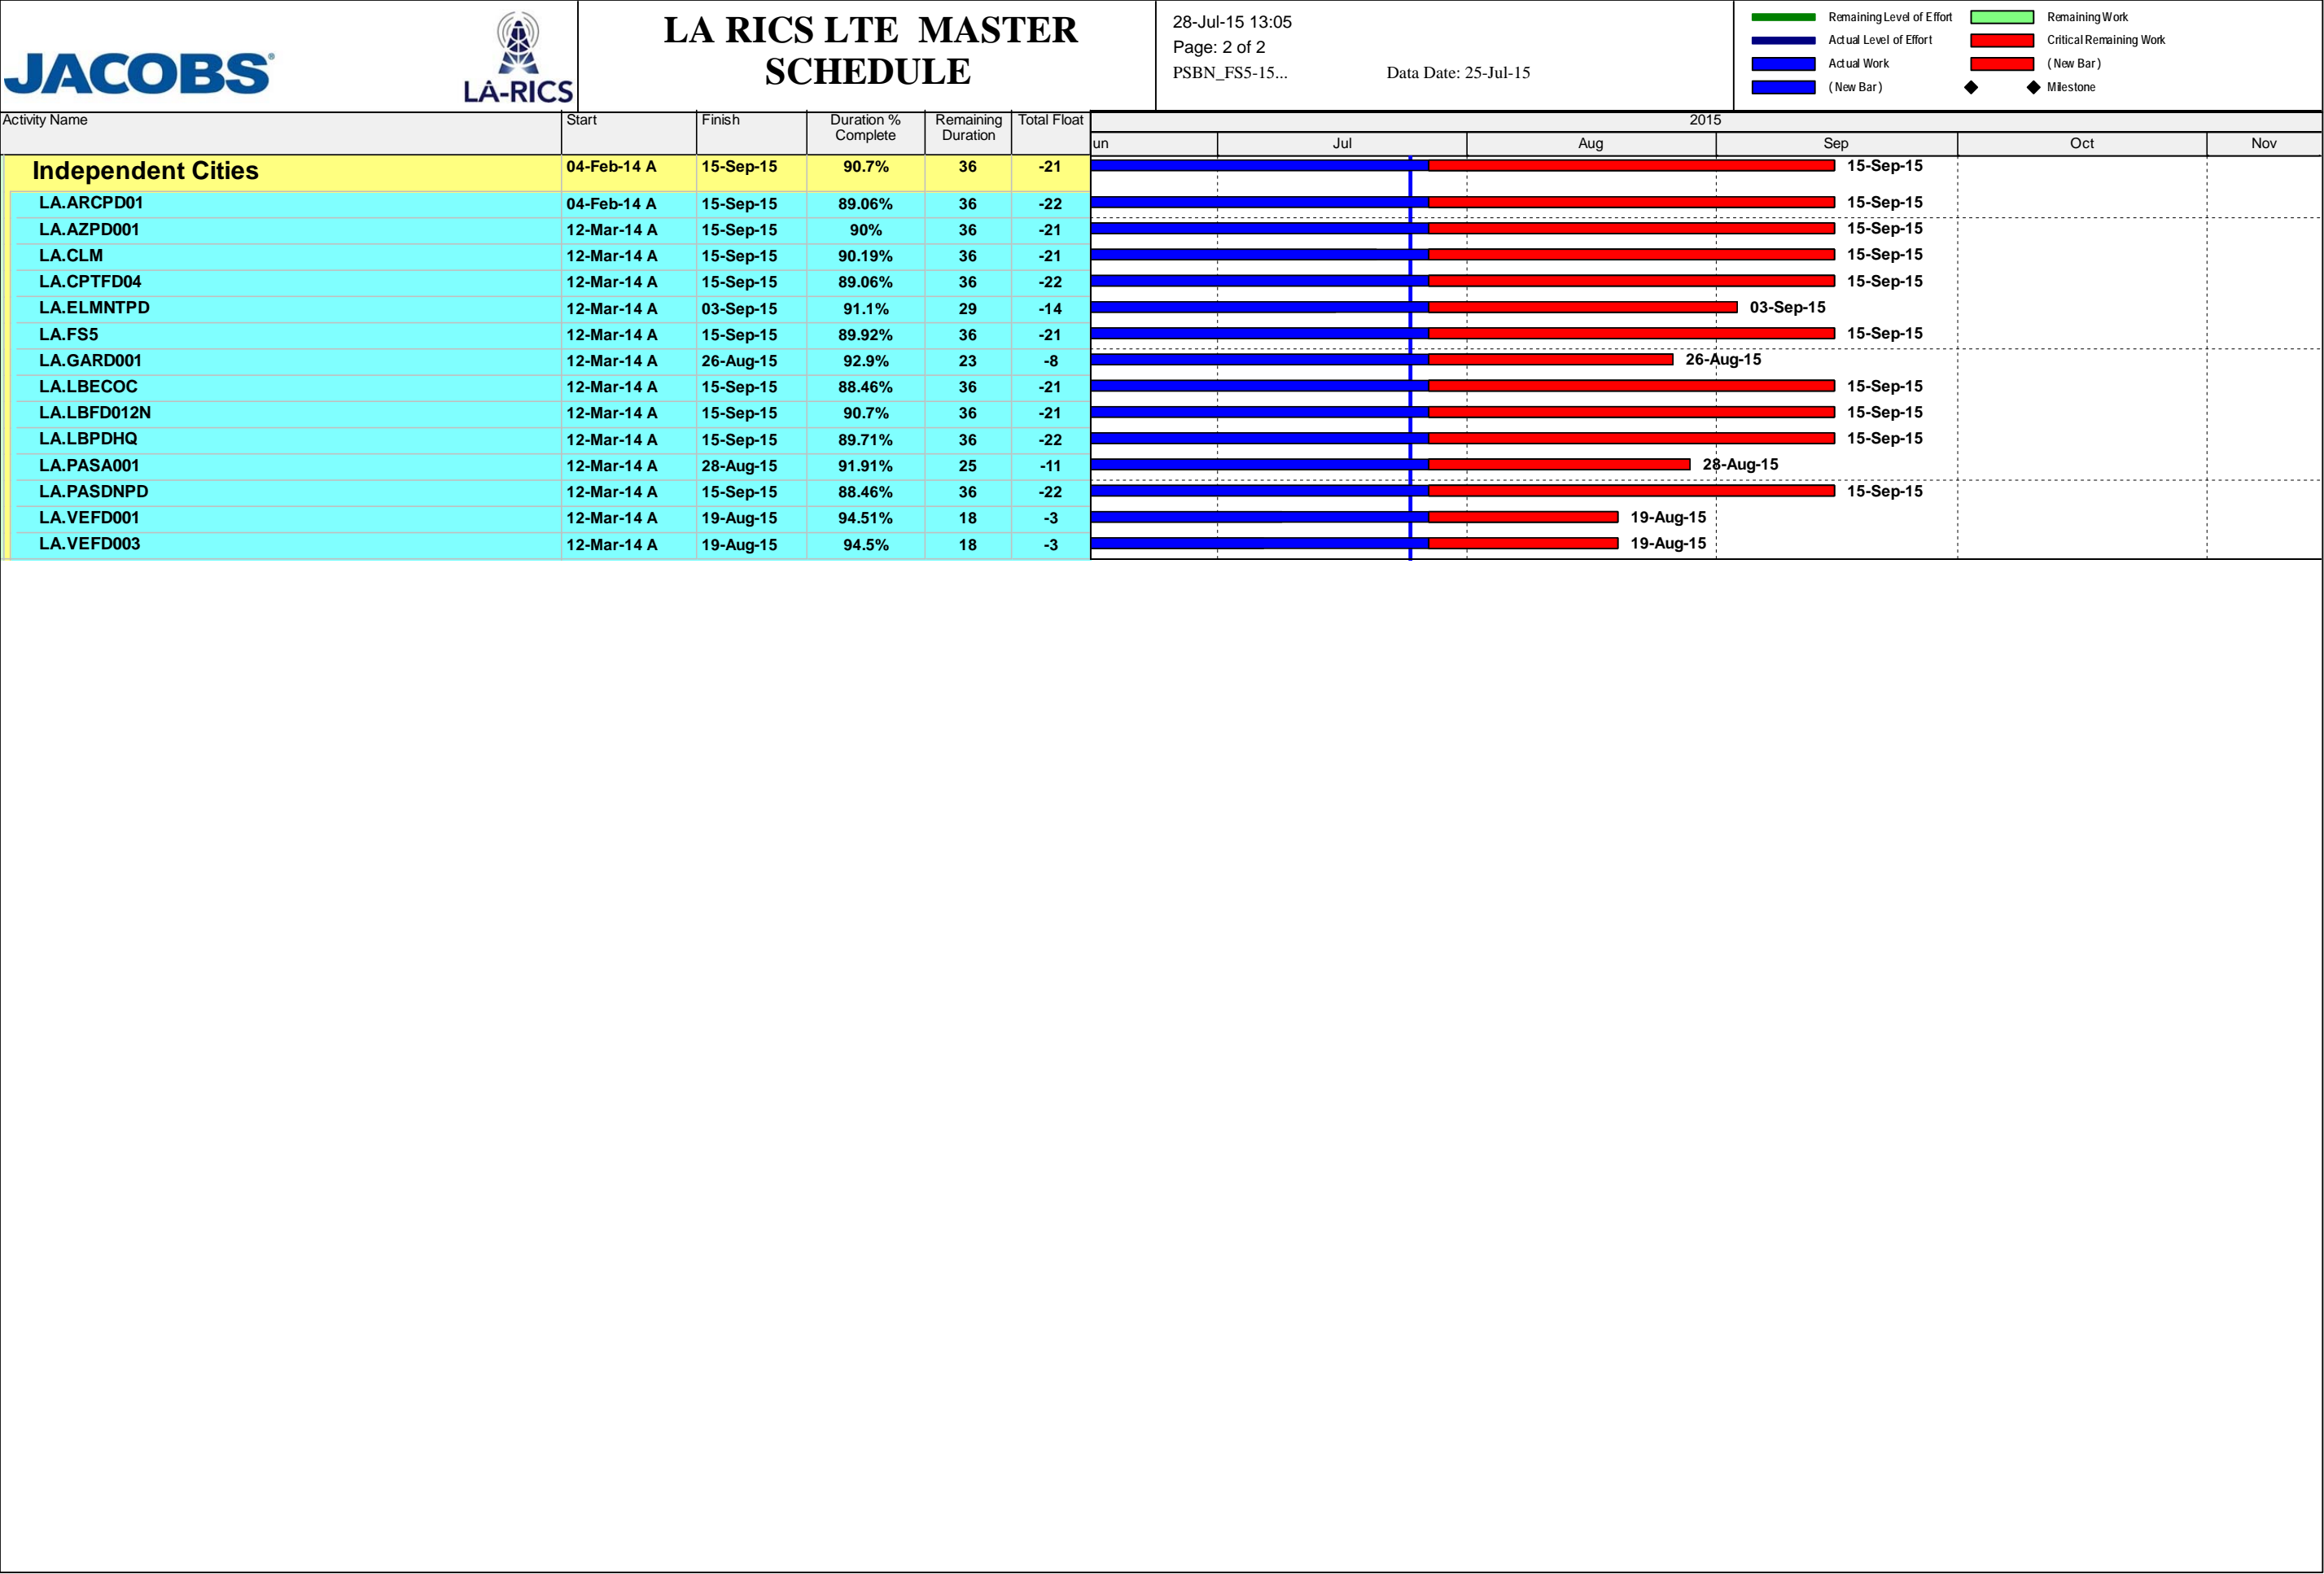 JACOBS®
LA-RICS
LA RICS LTE MASTER
SCHEDULE
28-Jul-15 13:05
Page: 2 of 2
PSBN_FS5-15... Data Date: 25-Jul-15
Remaining Level of Effort Remaining Work
Actual Level of Effort Critical Remaining Work
Actual Work (New Bar)
(New Bar) Milestone
Activity Name Start Finish Duration % Complete Remaining Duration Total Float 2015
un Jul Aug Sep Oct Nov
Independent Cities 04-Feb-14 A 15-Sep-15 90.7% 36 -21 15-Sep-15
LA.ARCPD01 04-Feb-14 A 15-Sep-15 89.06% 36 -22 15-Sep-15
LA.AZPD001 12-Mar-14 A 15-Sep-15 90% 36 -21 15-Sep-15
LA.CLM 12-Mar-14 A 15-Sep-15 90.19% 36 -21 15-Sep-15
LA.CPTFD04 12-Mar-14 A 15-Sep-15 89.06% 36 -22 15-Sep-15
LA.ELMNTPD 12-Mar-14 A 03-Sep-15 91.1% 29 -14 03-Sep-15
LA.FS5 12-Mar-14 A 15-Sep-15 89.92% 36 -21 15-Sep-15
LA.GARD001 12-Mar-14 A 26-Aug-15 92.9% 23 -8 26-Aug-15
LA.LBECOC 12-Mar-14 A 15-Sep-15 88.46% 36 -21 15-Sep-15
LA.LBFD012N 12-Mar-14 A 15-Sep-15 90.7% 36 -21 15-Sep-15
LA.LBPDHQ 12-Mar-14 A 15-Sep-15 89.71% 36 -22 15-Sep-15
LA.PASA001 12-Mar-14 A 28-Aug-15 91.91% 25 -11 28-Aug-15
LA.PASDNPD 12-Mar-14 A 15-Sep-15 88.46% 36 -22 15-Sep-15
LA.VEFD001 12-Mar-14 A 19-Aug-15 94.51% 18 -3 19-Aug-15
LA.VEFD003 12-Mar-14 A 19-Aug-15 94.5% 18 -3 19-Aug-15